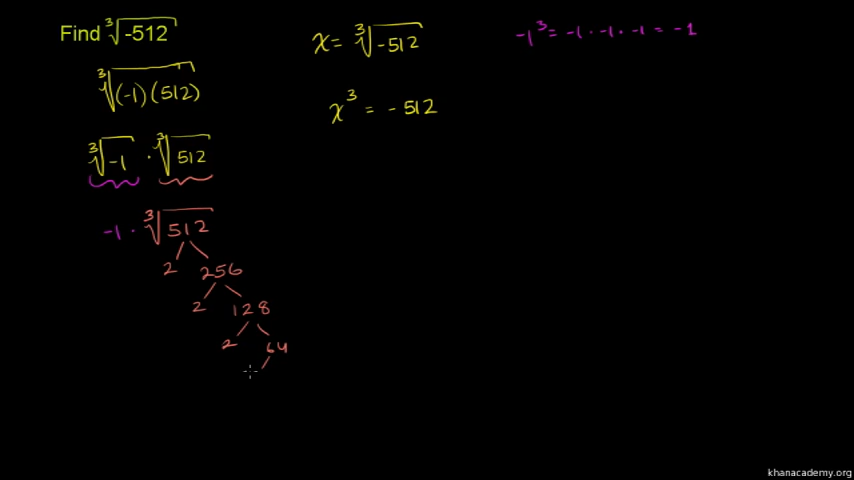 Find ∛-512
x = ∛-512
-1³ = -1 · -1 · -1 = -1
∛(-1)(512)
x³ = -512
∛-1 · ∛512
-1 · ∛512
2 256
2 128
2 64
khanacademy.org